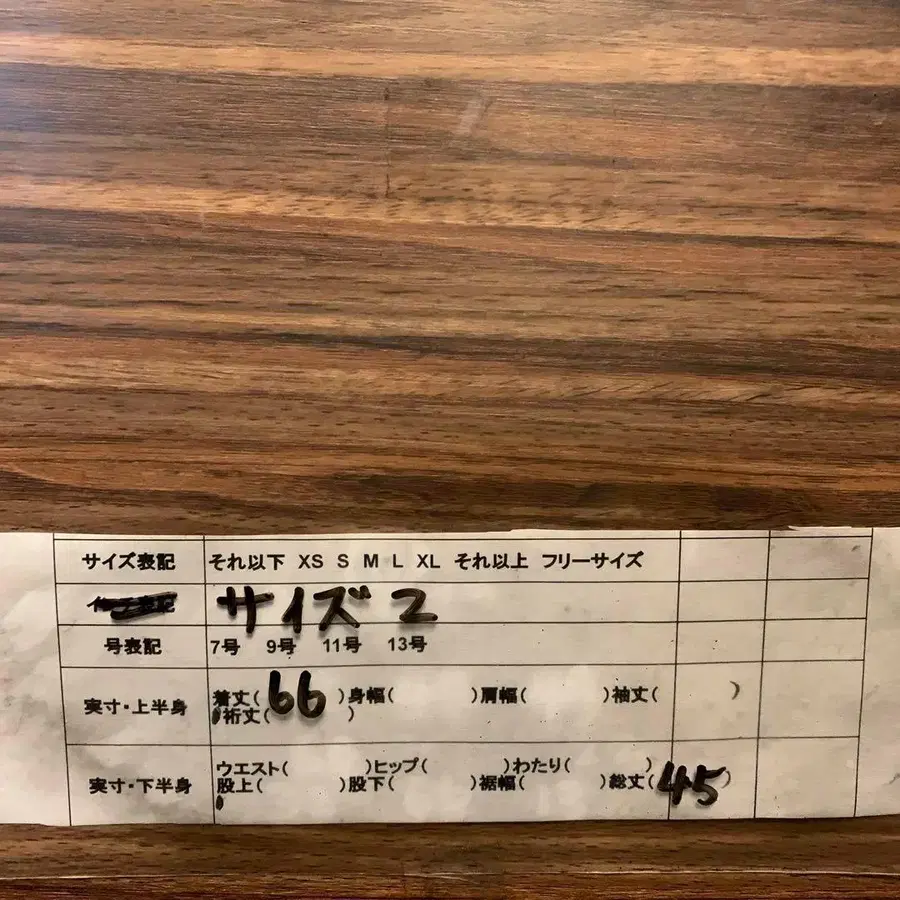 サイズ表記 それ以下 XS S M L XL それ以上 フリーサイズ
サイズ 2
号表記 7号 9号 11号 13号
実寸・上半身 着丈( 66 )身幅( )肩幅( )袖丈( )
裄丈( )
実寸・下半身 ウエスト( )ヒップ( )わたり( )
股上( )股下( )裾幅( )総丈( 45 )